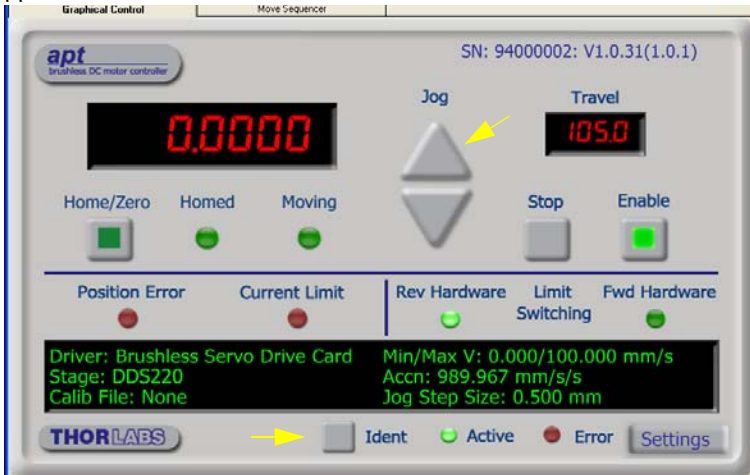 Graphical Control
Move Sequencer
apt
brushless DC motor controller
SN: 94000002: V1.0.31(1.0.1)
Jog
Travel
0.0000
105.0
Home/Zero
Homed
Moving
Stop
Enable
Position Error
Current Limit
Rev Hardware
Limit
Switching
Fwd Hardware
Driver: Brushless Servo Drive Card
Stage: DDS220
Calib File: None
Min/Max V: 0.000/100.000 mm/s
Accn: 989.967 mm/s/s
Jog Step Size: 0.500 mm
THORLABS
Ident
Active
Error
Settings